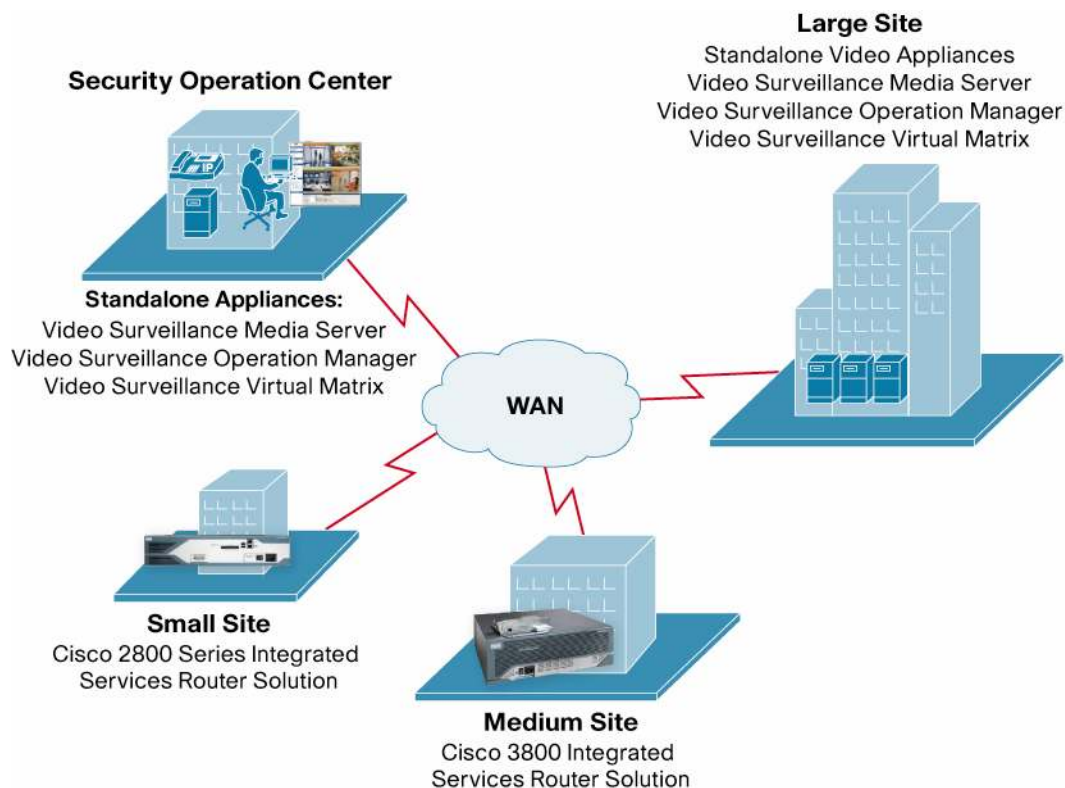 Large Site
Standalone Video Appliances
Video Surveillance Media Server
Video Surveillance Operation Manager
Video Surveillance Virtual Matrix
Security Operation Center
IP
Standalone Appliances:
Video Surveillance Media Server
Video Surveillance Operation Manager
Video Surveillance Virtual Matrix
WAN
Small Site
Cisco 2800 Series Integrated
Services Router Solution
Medium Site
Cisco 3800 Integrated
Services Router Solution